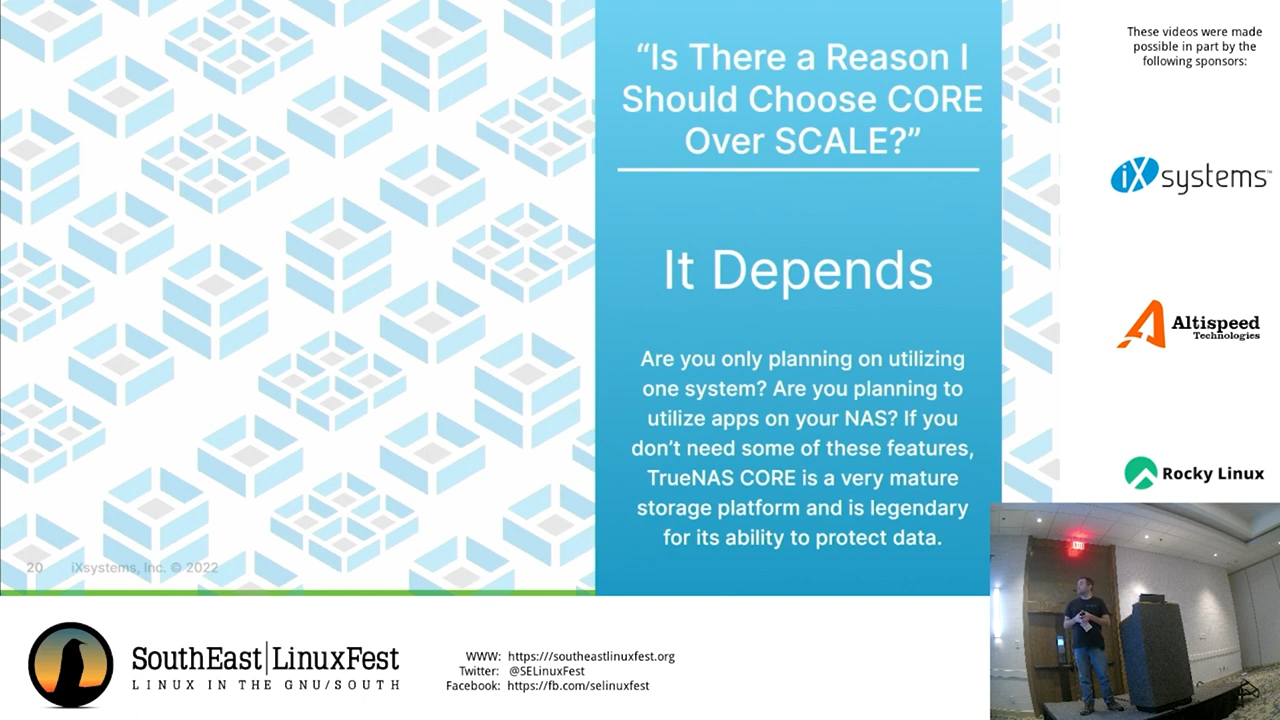 “Is There a Reason I
Should Choose CORE
Over SCALE?”
It Depends
Are you only planning on utilizing
one system? Are you planning to
utilize apps on your NAS? If you
don’t need some of these features,
TrueNAS CORE is a very mature
storage platform and is legendary
for its ability to protect data.
20 iXsystems, Inc. © 2022
These videos were made
possible in part by the
following sponsors:
iXsystems™
Altispeed
Technologies
Rocky Linux
EXIT
SouthEast LinuxFest
LINUX IN THE GNU/SOUTH
WWW: https://southeastlinuxfest.org
Twitter: @SELinuxFest
Facebook: https://fb.com/selinuxfest